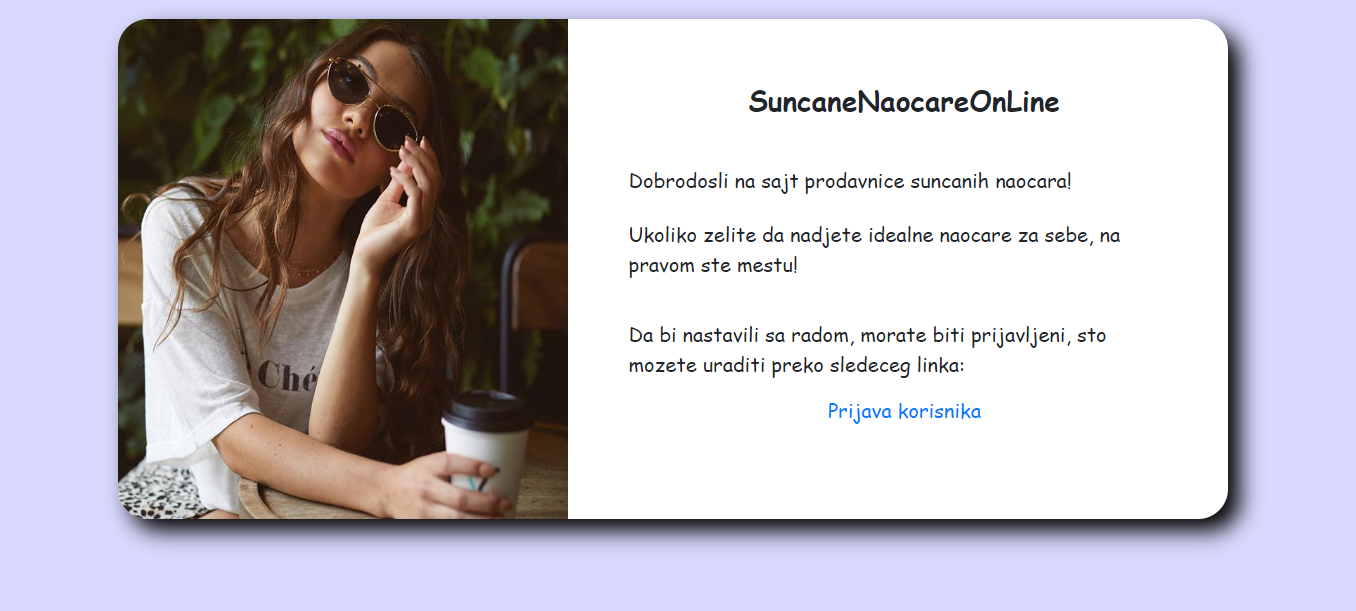 SuncaneNaocareOnLine
Dobrodosli na sajt prodavnice suncanih naocara!
Ukoliko zelite da nadjete idealne naocare za sebe, na
pravom ste mestu!
Da bi nastavili sa radom, morate biti prijavljeni, sto
mozete uraditi preko sledeceg linka:
Prijava korisnika
Ché